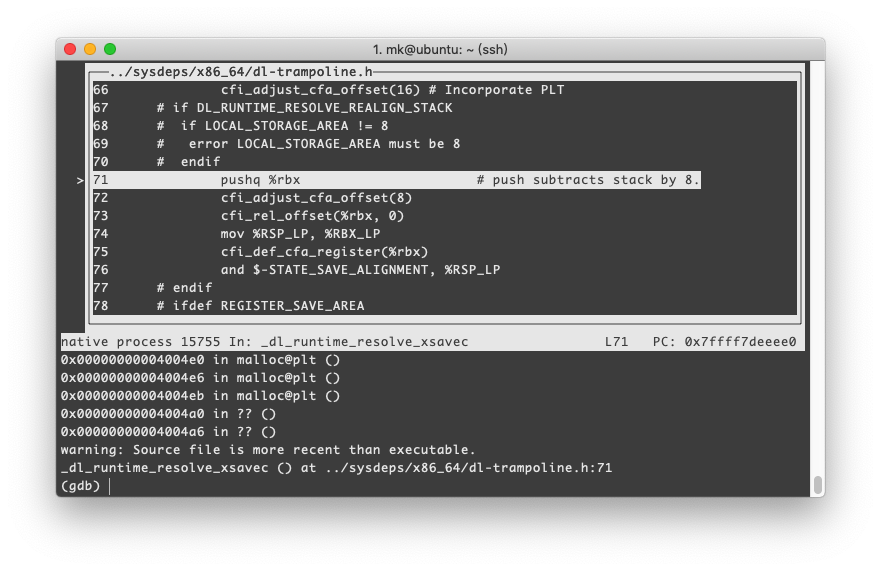 1. mk@ubuntu: ~ (ssh)
../sysdeps/x86_64/dl-trampoline.h
66 cfi_adjust_cfa_offset(16) # Incorporate PLT
67 # if DL_RUNTIME_RESOLVE_REALIGN_STACK
68 # if LOCAL_STORAGE_AREA != 8
69 # error LOCAL_STORAGE_AREA must be 8
70 # endif
>71 pushq %rbx # push subtracts stack by 8.
72 cfi_adjust_cfa_offset(8)
73 cfi_rel_offset(%rbx, 0)
74 mov %RSP_LP, %RBX_LP
75 cfi_def_cfa_register(%rbx)
76 and $-STATE_SAVE_ALIGNMENT, %RSP_LP
77 # endif
78 # ifdef REGISTER_SAVE_AREA
native process 15755 In: _dl_runtime_resolve_xsavec L71 PC: 0x7ffff7deeee0
0x00000000004004e0 in malloc@plt ()
0x00000000004004e6 in malloc@plt ()
0x00000000004004eb in malloc@plt ()
0x00000000004004a0 in ?? ()
0x00000000004004a6 in ?? ()
warning: Source file is more recent than executable.
_dl_runtime_resolve_xsavec () at ../sysdeps/x86_64/dl-trampoline.h:71
(gdb)